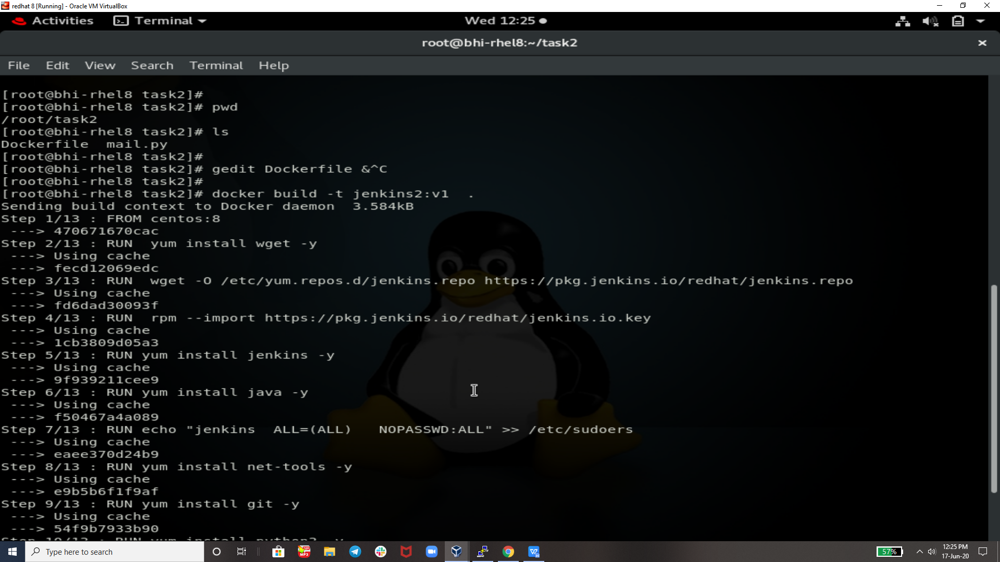 redhat 8 [Running] - Oracle VM VirtualBox
Activities Terminal Wed 12:25
root@bhi-rhel8:~/task2
File Edit View Search Terminal Help
[root@bhi-rhel8 task2]#
[root@bhi-rhel8 task2]# pwd
/root/task2
[root@bhi-rhel8 task2]# ls
Dockerfile  mail.py
[root@bhi-rhel8 task2]#
[root@bhi-rhel8 task2]# gedit Dockerfile &^C
[root@bhi-rhel8 task2]#
[root@bhi-rhel8 task2]# docker build -t jenkins2:v1  .
Sending build context to Docker daemon  3.584kB
Step 1/13 : FROM centos:8
 ---> 470671670cac
Step 2/13 : RUN  yum install wget -y
 ---> Using cache
 ---> fecd12069edc
Step 3/13 : RUN  wget -O /etc/yum.repos.d/jenkins.repo https://pkg.jenkins.io/redhat/jenkins.repo
 ---> Using cache
 ---> fd6dad30093f
Step 4/13 : RUN  rpm --import https://pkg.jenkins.io/redhat/jenkins.io.key
 ---> Using cache
 ---> 1cb3809d05a3
Step 5/13 : RUN yum install jenkins -y
 ---> Using cache
 ---> 9f939211cee9
Step 6/13 : RUN yum install java -y
 ---> Using cache
 ---> f50467a4a089
Step 7/13 : RUN echo "jenkins  ALL=(ALL)   NOPASSWD:ALL" >> /etc/sudoers
 ---> Using cache
 ---> eaee370d24b9
Step 8/13 : RUN yum install net-tools -y
 ---> Using cache
 ---> e9b5b6f1f9af
Step 9/13 : RUN yum install git -y
 ---> Using cache
 ---> 54f9b7933b90
Step 10/13 : RUN yum install python3 -y
Type here to search
MP3
57%
12:25 PM
17-Jun-20